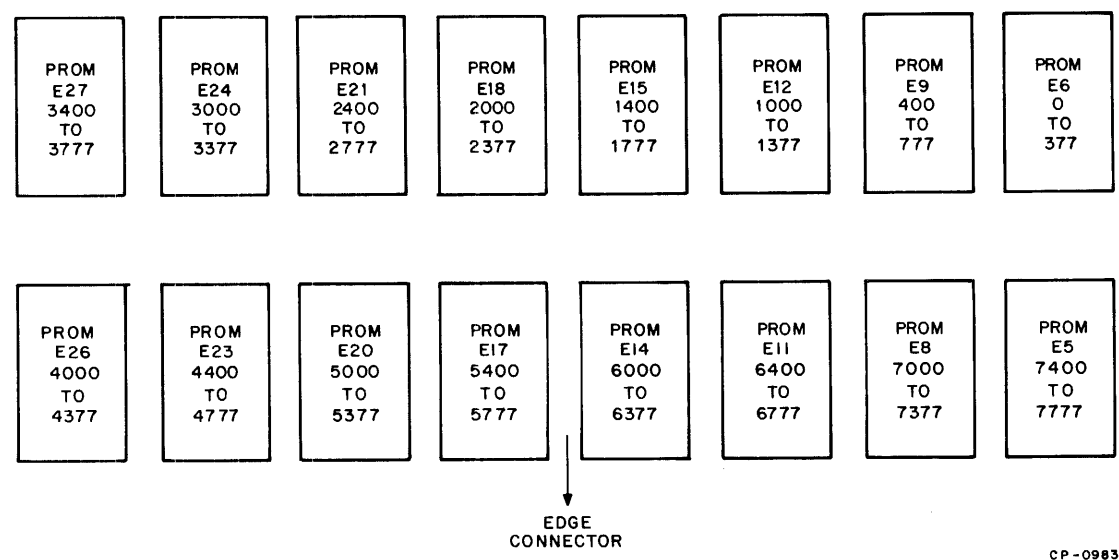 PROM
E27
3400
TO
3777
PROM
E24
3000
TO
3377
PROM
E21
2400
TO
2777
PROM
E18
2000
TO
2377
PROM
E15
1400
TO
1777
PROM
E12
1000
TO
1377
PROM
E9
400
TO
777
PROM
E6
0
TO
377
PROM
E26
4000
TO
4377
PROM
E23
4400
TO
4777
PROM
E20
5000
TO
5377
PROM
E17
5400
TO
5777
PROM
E14
6000
TO
6377
PROM
E11
6400
TO
6777
PROM
E8
7000
TO
7377
PROM
E5
7400
TO
7777
EDGE
CONNECTOR
CP-0983